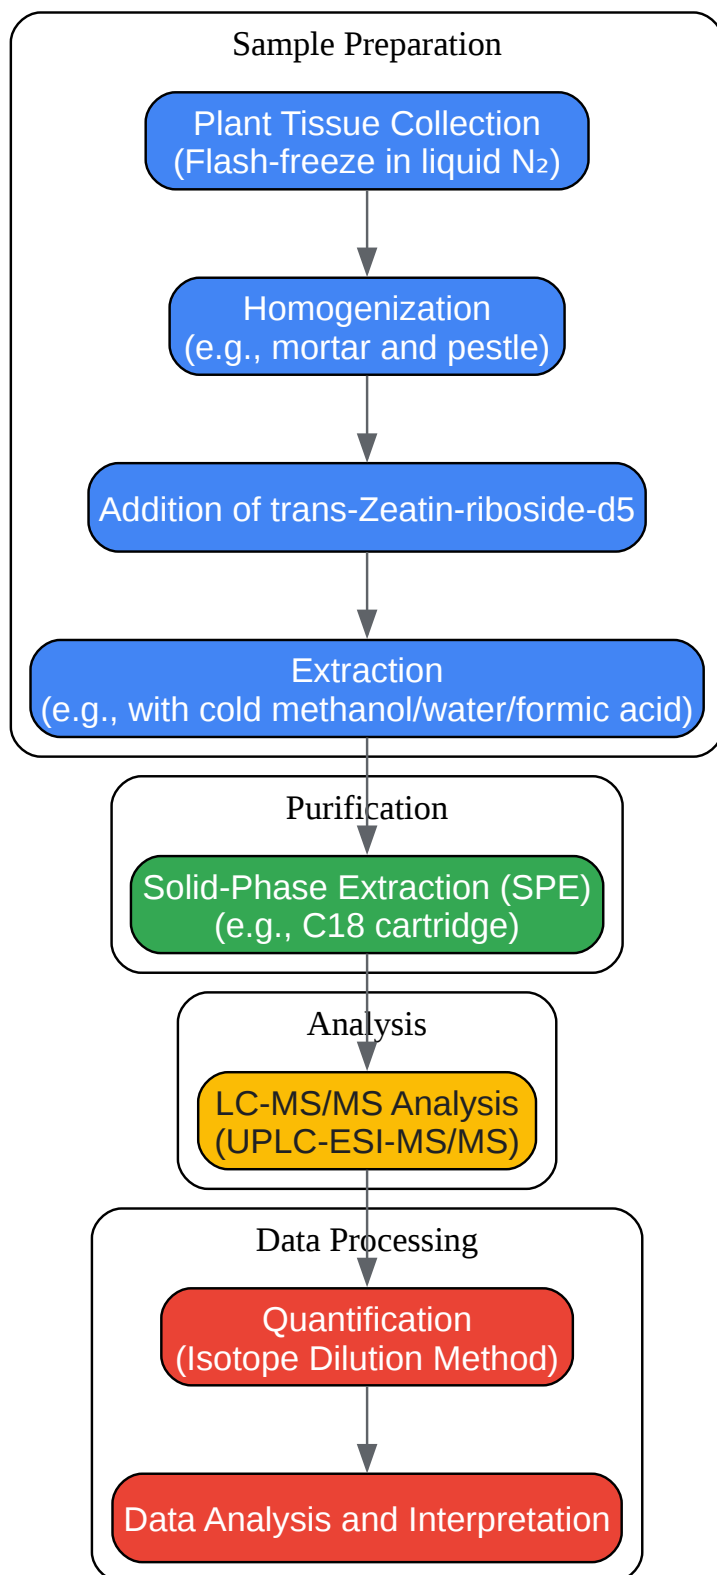 Sample Preparation
Plant Tissue Collection
(Flash-freeze in liquid N₂)
Homogenization
(e.g., mortar and pestle)
Addition of trans-Zeatin-riboside-d5
Extraction
(e.g., with cold methanol/water/formic acid)
Purification
Solid-Phase Extraction (SPE)
(e.g., C18 cartridge)
Analysis
LC-MS/MS Analysis
(UPLC-ESI-MS/MS)
Data Processing
Quantification
(Isotope Dilution Method)
Data Analysis and Interpretation